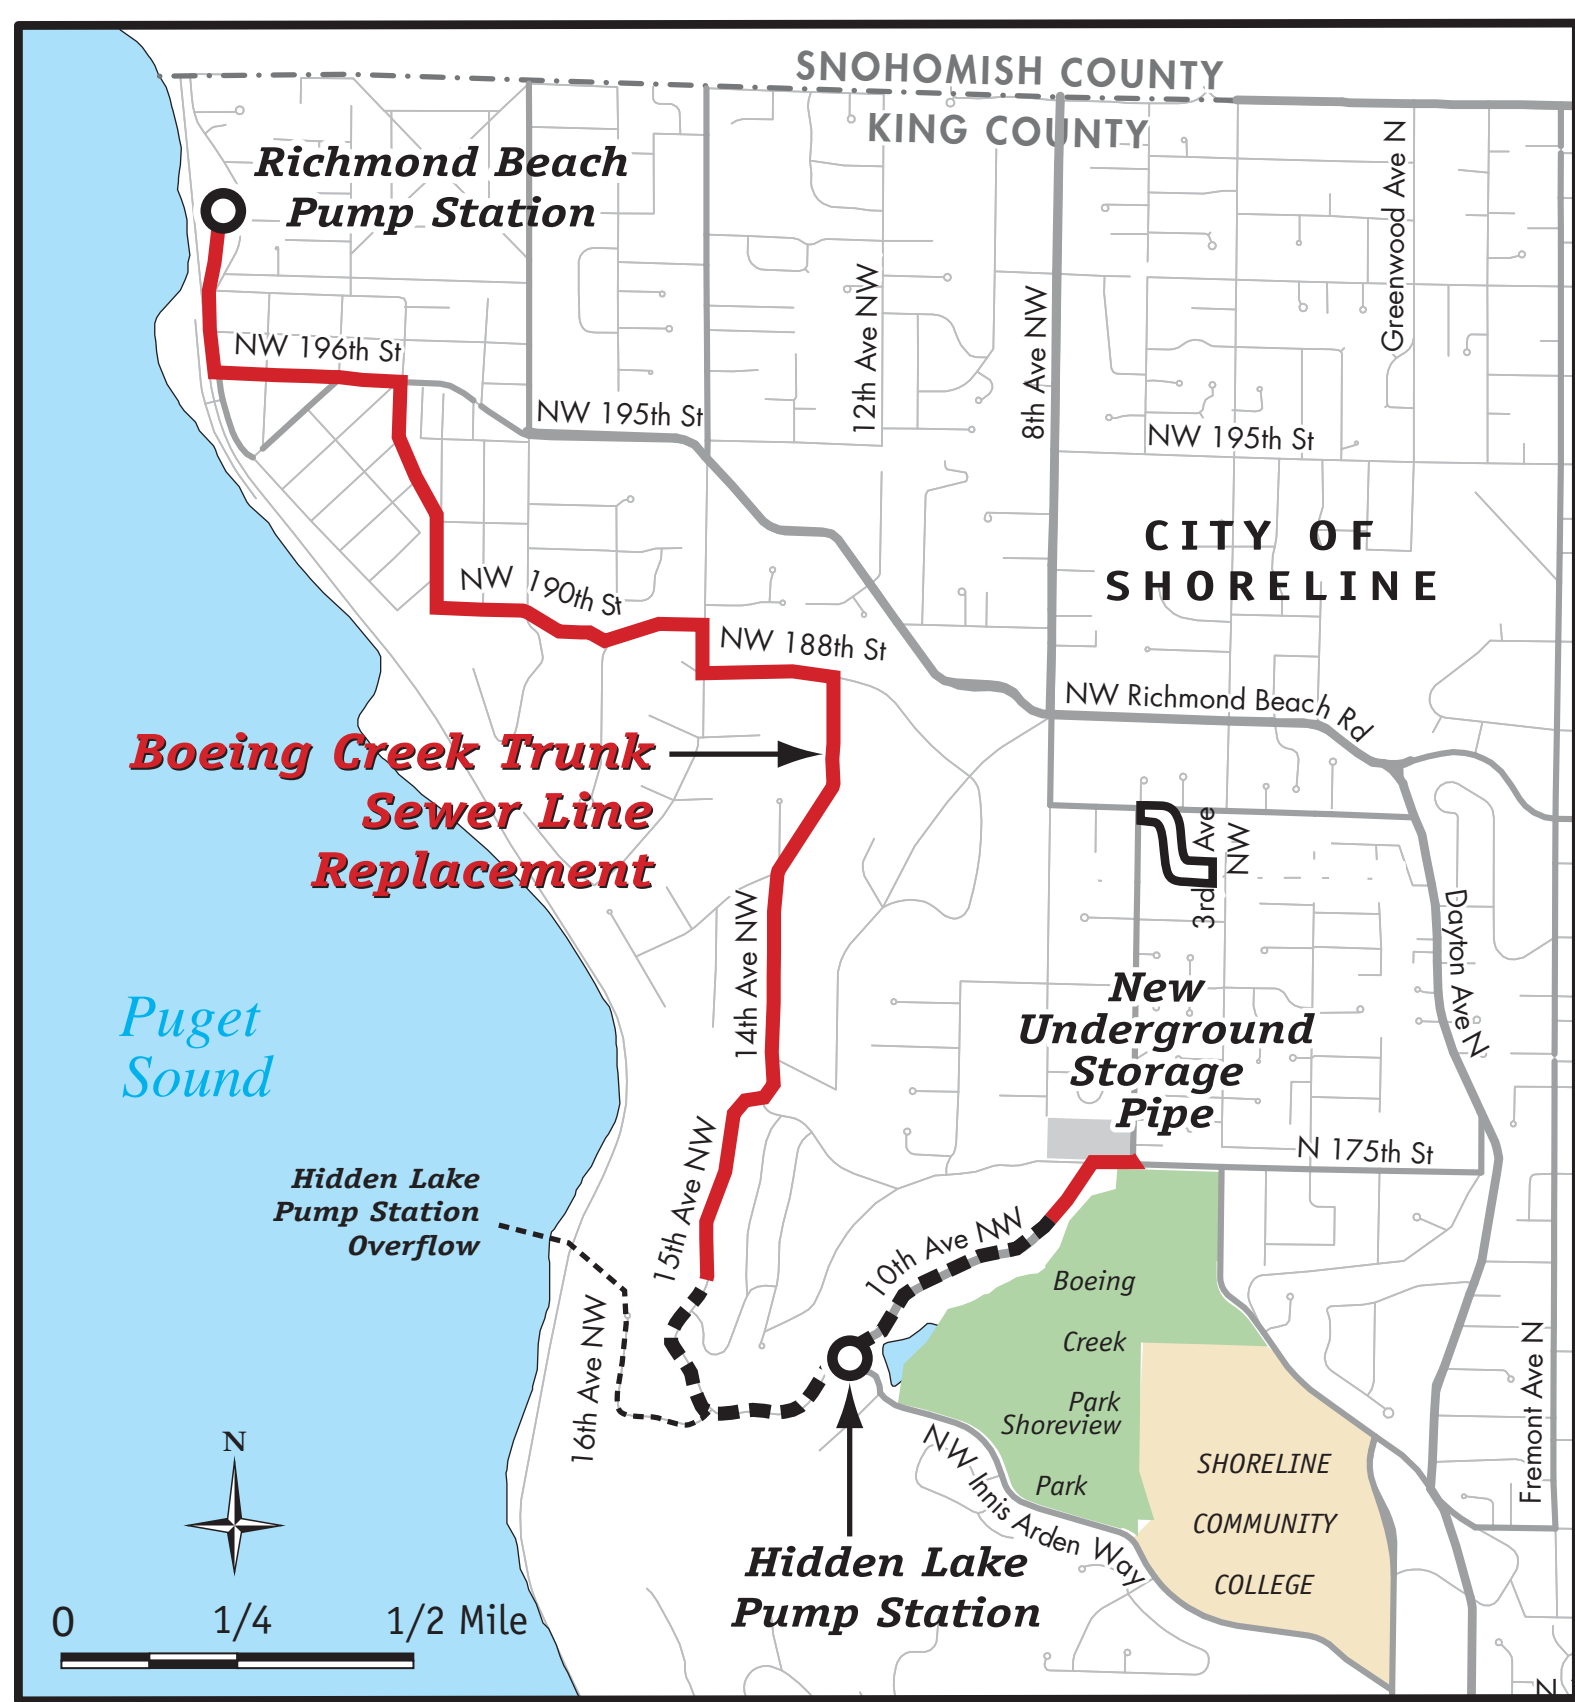 SNOHOMISH COUNTY
KING COUNTY
Richmond Beach
Pump Station
Greenwood Ave N
12th Ave NW
8th Ave NW
NW 196th St
NW 195th St
NW 195th St
CITY OF
SHORELINE
NW 190th St
NW 188th St
NW Richmond Beach Rd
Boeing Creek Trunk
Sewer Line
Replacement
3rd Ave
NW
Dayton Ave N
14th Ave NW
New
Underground
Storage
Pipe
Puget
Sound
N 175th St
15th Ave NW
Hidden Lake
Pump Station
Overflow
10th Ave NW
Boeing
Creek
Park
Shoreview
Park
16th Ave NW
Fremont Ave N
NW Innis Arden Way
SHORELINE
COMMUNITY
COLLEGE
N
Hidden Lake
Pump Station
0 1/4 1/2 Mile
N